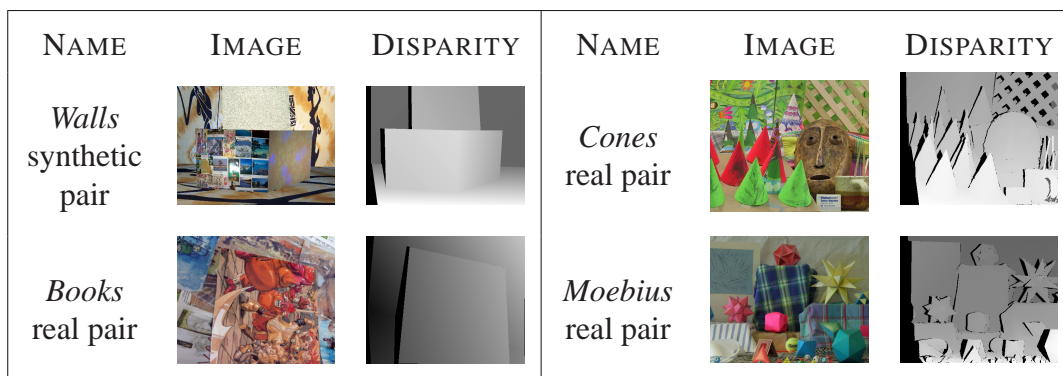 NAME IMAGE DISPARITY
Walls
synthetic
pair
Books
real pair
NAME IMAGE DISPARITY
Cones
real pair
Moebius
real pair